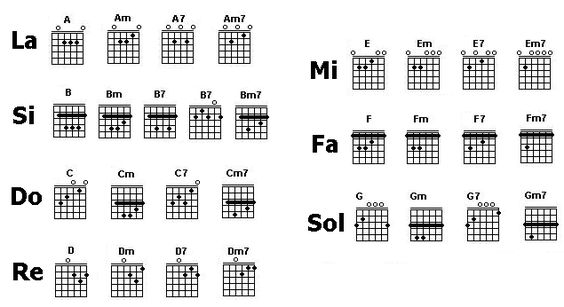 A Am A7 Am7
La
B Bm B7 B7 Bm7
Si
C Cm C7 Cm7
Do
D Dm D7 Dm7
Re
E Em E7 Em7
Mi
F Fm F7 Fm7
Fa
G Gm G7 Gm7
Sol